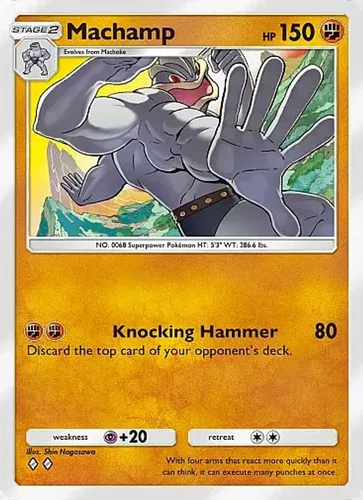 STAGE 2
Machamp
HP 150
Evolves from Machoke
NO. 0068 Superpower Pokémon HT: 5'3" WT: 286.6 lbs.
Knocking Hammer 80
Discard the top card of your opponent's deck.
weakness +20
retreat
Illus. Shin Nagasawa
With four arms that react more quickly than it
can think, it can execute many punches at once.